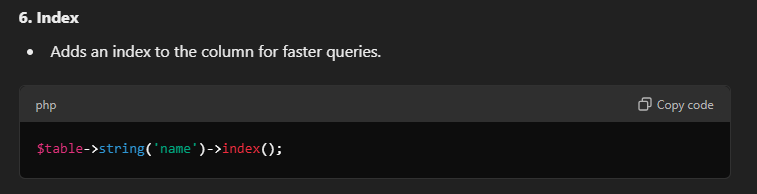 6. Index
• Adds an index to the column for faster queries.
php
Copy code
$table->string('name')->index();